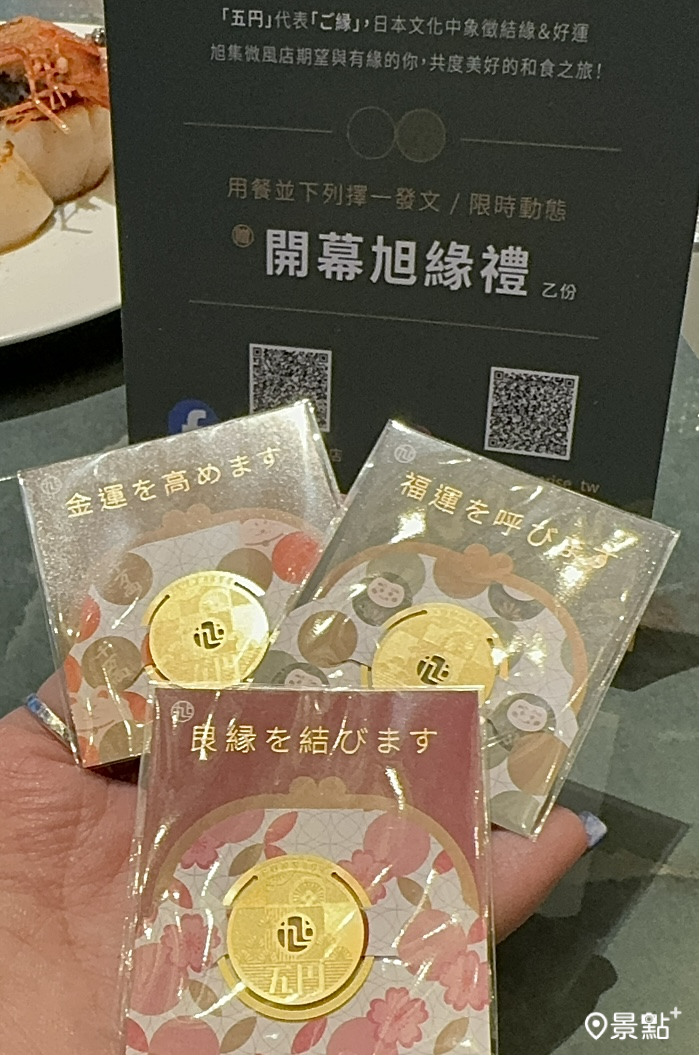 「五円」代表「ご縁」，日本文化中象徵結緣&好運
旭集微風店期望與有緣的你，共度美好的和食之旅！
用餐並下列擇一發文 / 限時動態
贈 開幕旭緣禮 乙份
店
rise_tw
金運を高めます
福運を呼びます
良縁を結びます
五円
景點+